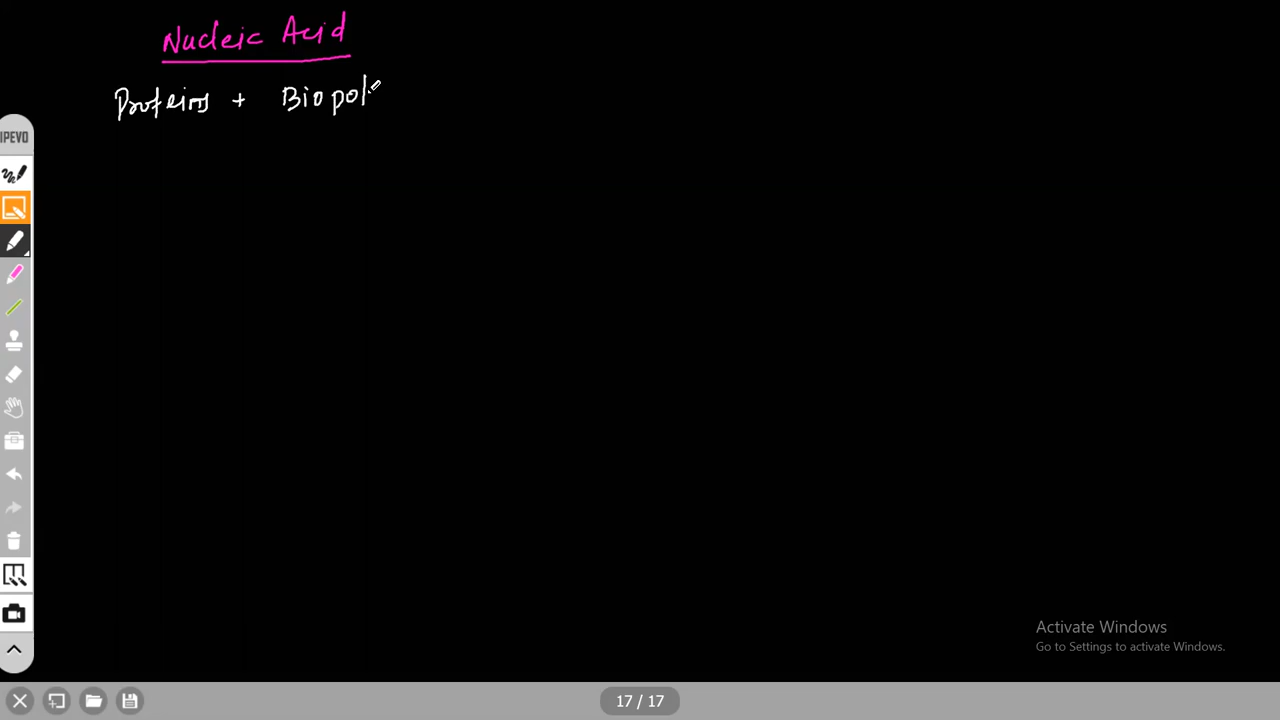 Nucleic Acid
Proteins + Biopol
IPEVO
Activate Windows
Go to Settings to activate Windows.
17 / 17